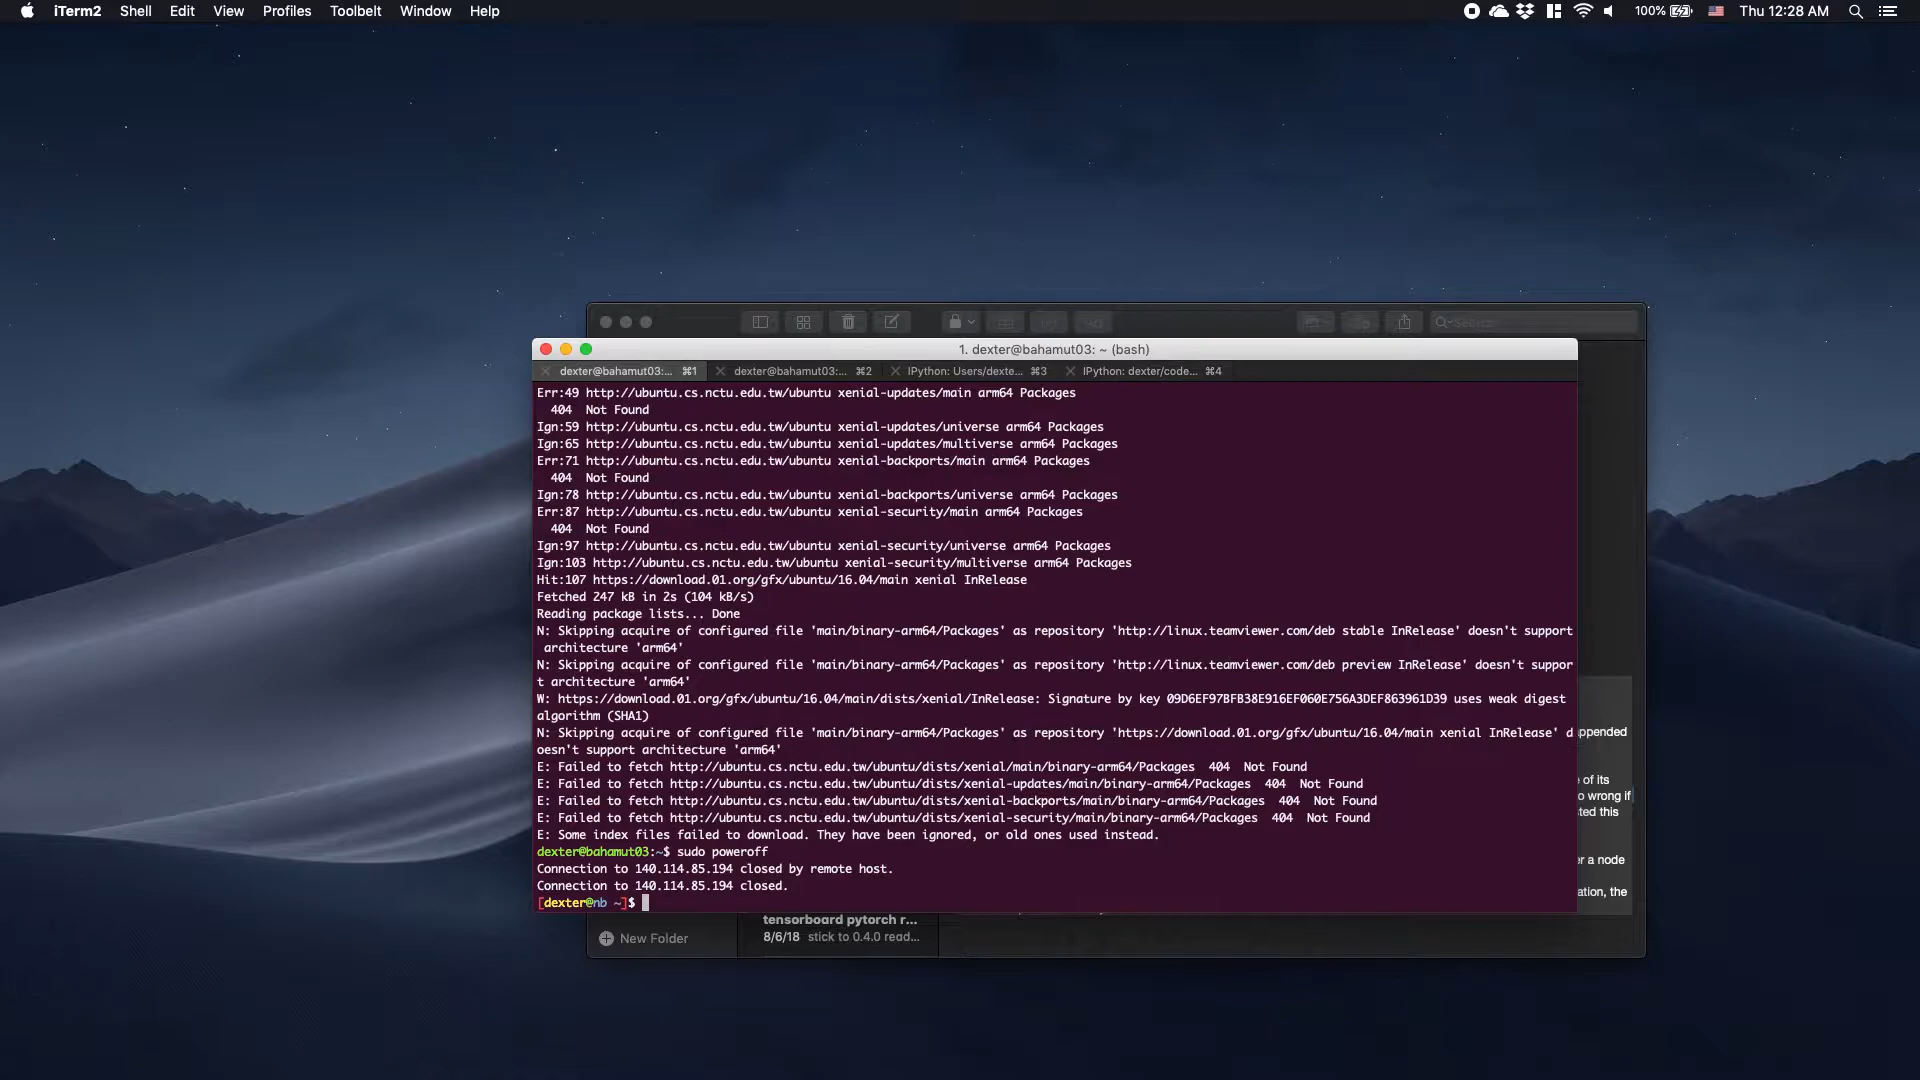 iTerm2 Shell Edit View Profiles Toolbelt Window Help 100% Thu 12:28 AM
1. dexter@bahamut03: ~ (bash)
dexter@bahamut03:... ⌘1 dexter@bahamut03:... ⌘2 IPython: Users/dexte... ⌘3 IPython: dexter/code... ⌘4
Err:49 http://ubuntu.cs.nctu.edu.tw/ubuntu xenial-updates/main arm64 Packages
404 Not Found
Ign:59 http://ubuntu.cs.nctu.edu.tw/ubuntu xenial-updates/universe arm64 Packages
Ign:65 http://ubuntu.cs.nctu.edu.tw/ubuntu xenial-updates/multiverse arm64 Packages
Err:71 http://ubuntu.cs.nctu.edu.tw/ubuntu xenial-backports/main arm64 Packages
404 Not Found
Ign:78 http://ubuntu.cs.nctu.edu.tw/ubuntu xenial-backports/universe arm64 Packages
Err:87 http://ubuntu.cs.nctu.edu.tw/ubuntu xenial-security/main arm64 Packages
404 Not Found
Ign:97 http://ubuntu.cs.nctu.edu.tw/ubuntu xenial-security/universe arm64 Packages
Ign:103 http://ubuntu.cs.nctu.edu.tw/ubuntu xenial-security/multiverse arm64 Packages
Hit:107 https://download.01.org/gfx/ubuntu/16.04/main xenial InRelease
Fetched 247 kB in 2s (104 kB/s)
Reading package lists... Done
N: Skipping acquire of configured file 'main/binary-arm64/Packages' as repository 'http://linux.teamviewer.com/deb stable InRelease' doesn't support
architecture 'arm64'
N: Skipping acquire of configured file 'main/binary-arm64/Packages' as repository 'http://linux.teamviewer.com/deb preview InRelease' doesn't suppor
t architecture 'arm64'
W: https://download.01.org/gfx/ubuntu/16.04/main/dists/xenial/InRelease: Signature by key 09D6EF97BFB38E916EF060E756A3DEF863961D39 uses weak digest
algorithm (SHA1)
N: Skipping acquire of configured file 'main/binary-arm64/Packages' as repository 'https://download.01.org/gfx/ubuntu/16.04/main xenial InRelease' d
oesn't support architecture 'arm64'
E: Failed to fetch http://ubuntu.cs.nctu.edu.tw/ubuntu/dists/xenial/main/binary-arm64/Packages 404 Not Found
E: Failed to fetch http://ubuntu.cs.nctu.edu.tw/ubuntu/dists/xenial-updates/main/binary-arm64/Packages 404 Not Found
E: Failed to fetch http://ubuntu.cs.nctu.edu.tw/ubuntu/dists/xenial-backports/main/binary-arm64/Packages 404 Not Found
E: Failed to fetch http://ubuntu.cs.nctu.edu.tw/ubuntu/dists/xenial-security/main/binary-arm64/Packages 404 Not Found
E: Some index files failed to download. They have been ignored, or old ones used instead.
dexter@bahamut03:~$ sudo poweroff
Connection to 140.114.85.194 closed by remote host.
Connection to 140.114.85.194 closed.
[dexter@nb ~]$
ppended
of its
o wrong if
ted this
er a node
ation, the
tensorboard pytorch r...
8/6/18 stick to 0.4.0 read...
New Folder